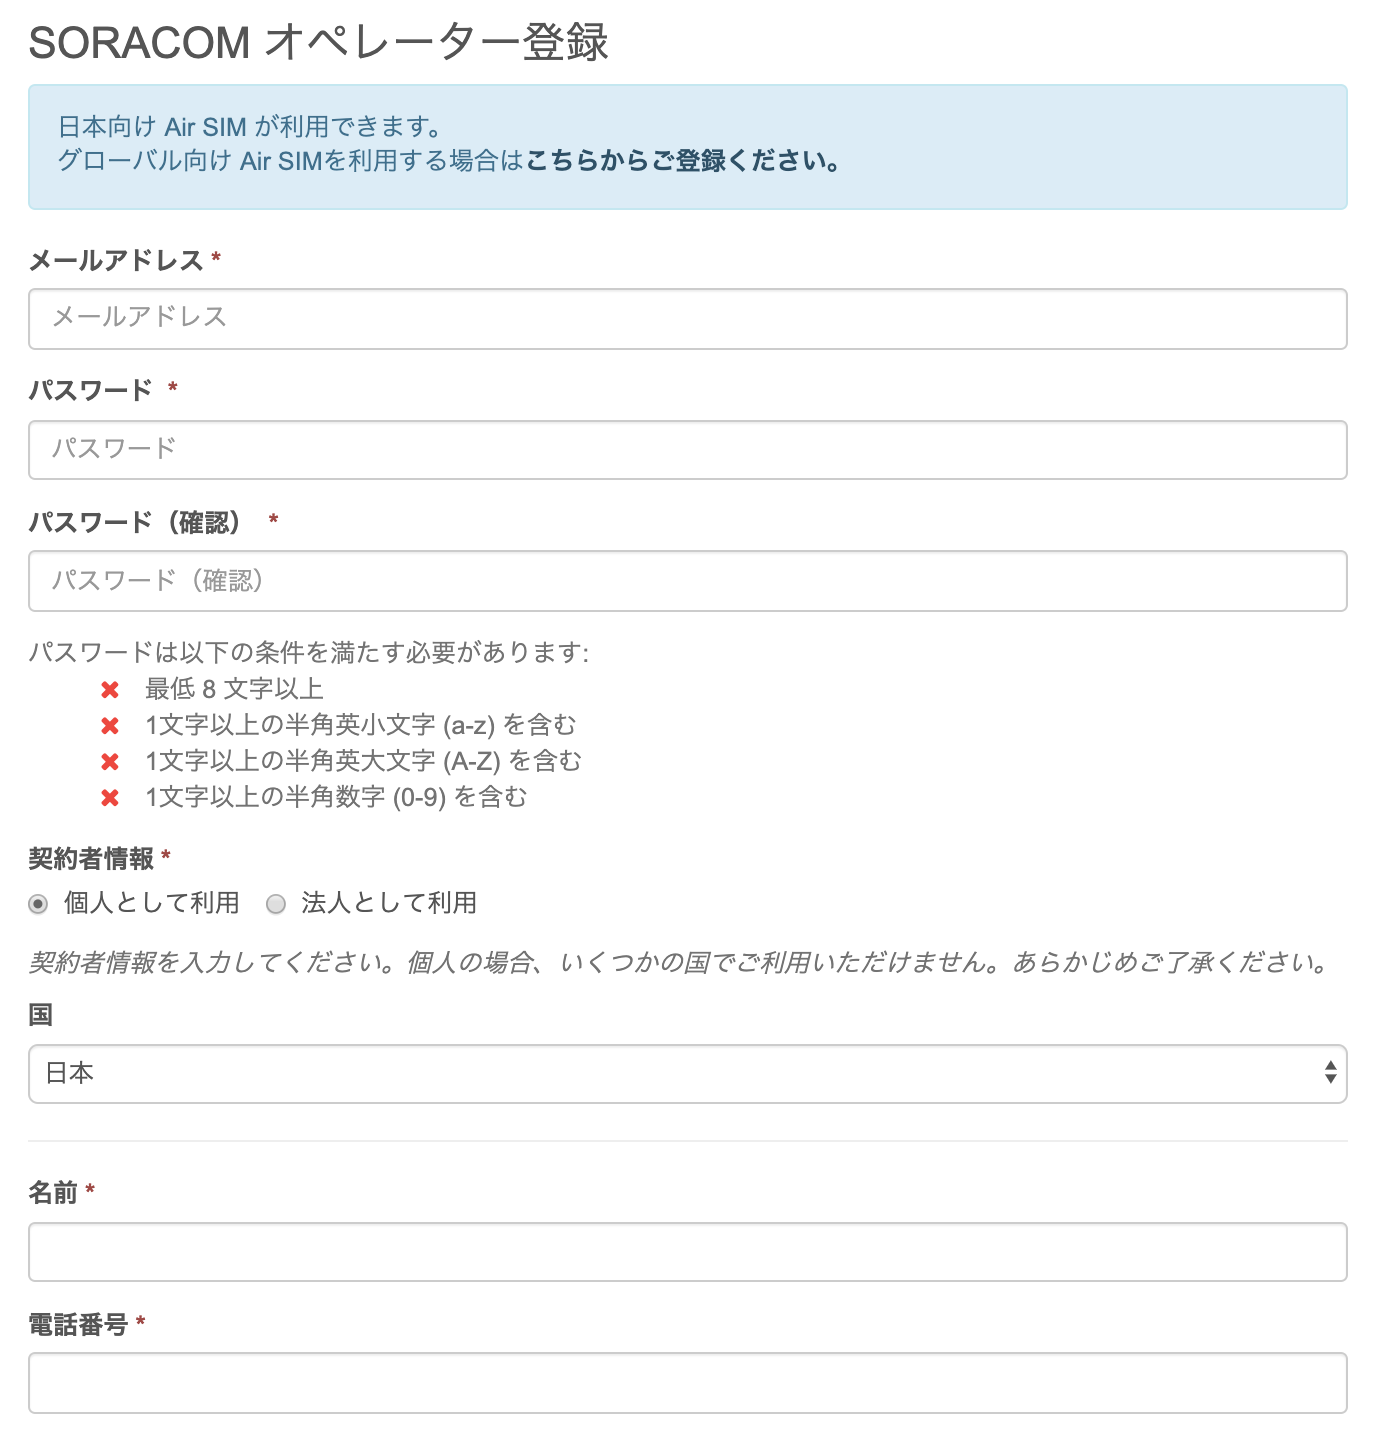 SORACOM オペレーター登録
日本向け Air SIM が利用できます。
グローバル向け Air SIMを利用する場合はこちらからご登録ください。
メールアドレス *
メールアドレス
パスワード *
パスワード
パスワード（確認） *
パスワード（確認）
パスワードは以下の条件を満たす必要があります:
✖ 最低 8 文字以上
✖ 1文字以上の半角英小文字 (a-z) を含む
✖ 1文字以上の半角英大文字 (A-Z) を含む
✖ 1文字以上の半角数字 (0-9) を含む
契約者情報 *
個人として利用 法人として利用
契約者情報を入力してください。個人の場合、いくつかの国でご利用いただけません。あらかじめご了承ください。
国
日本
名前 *
電話番号 *